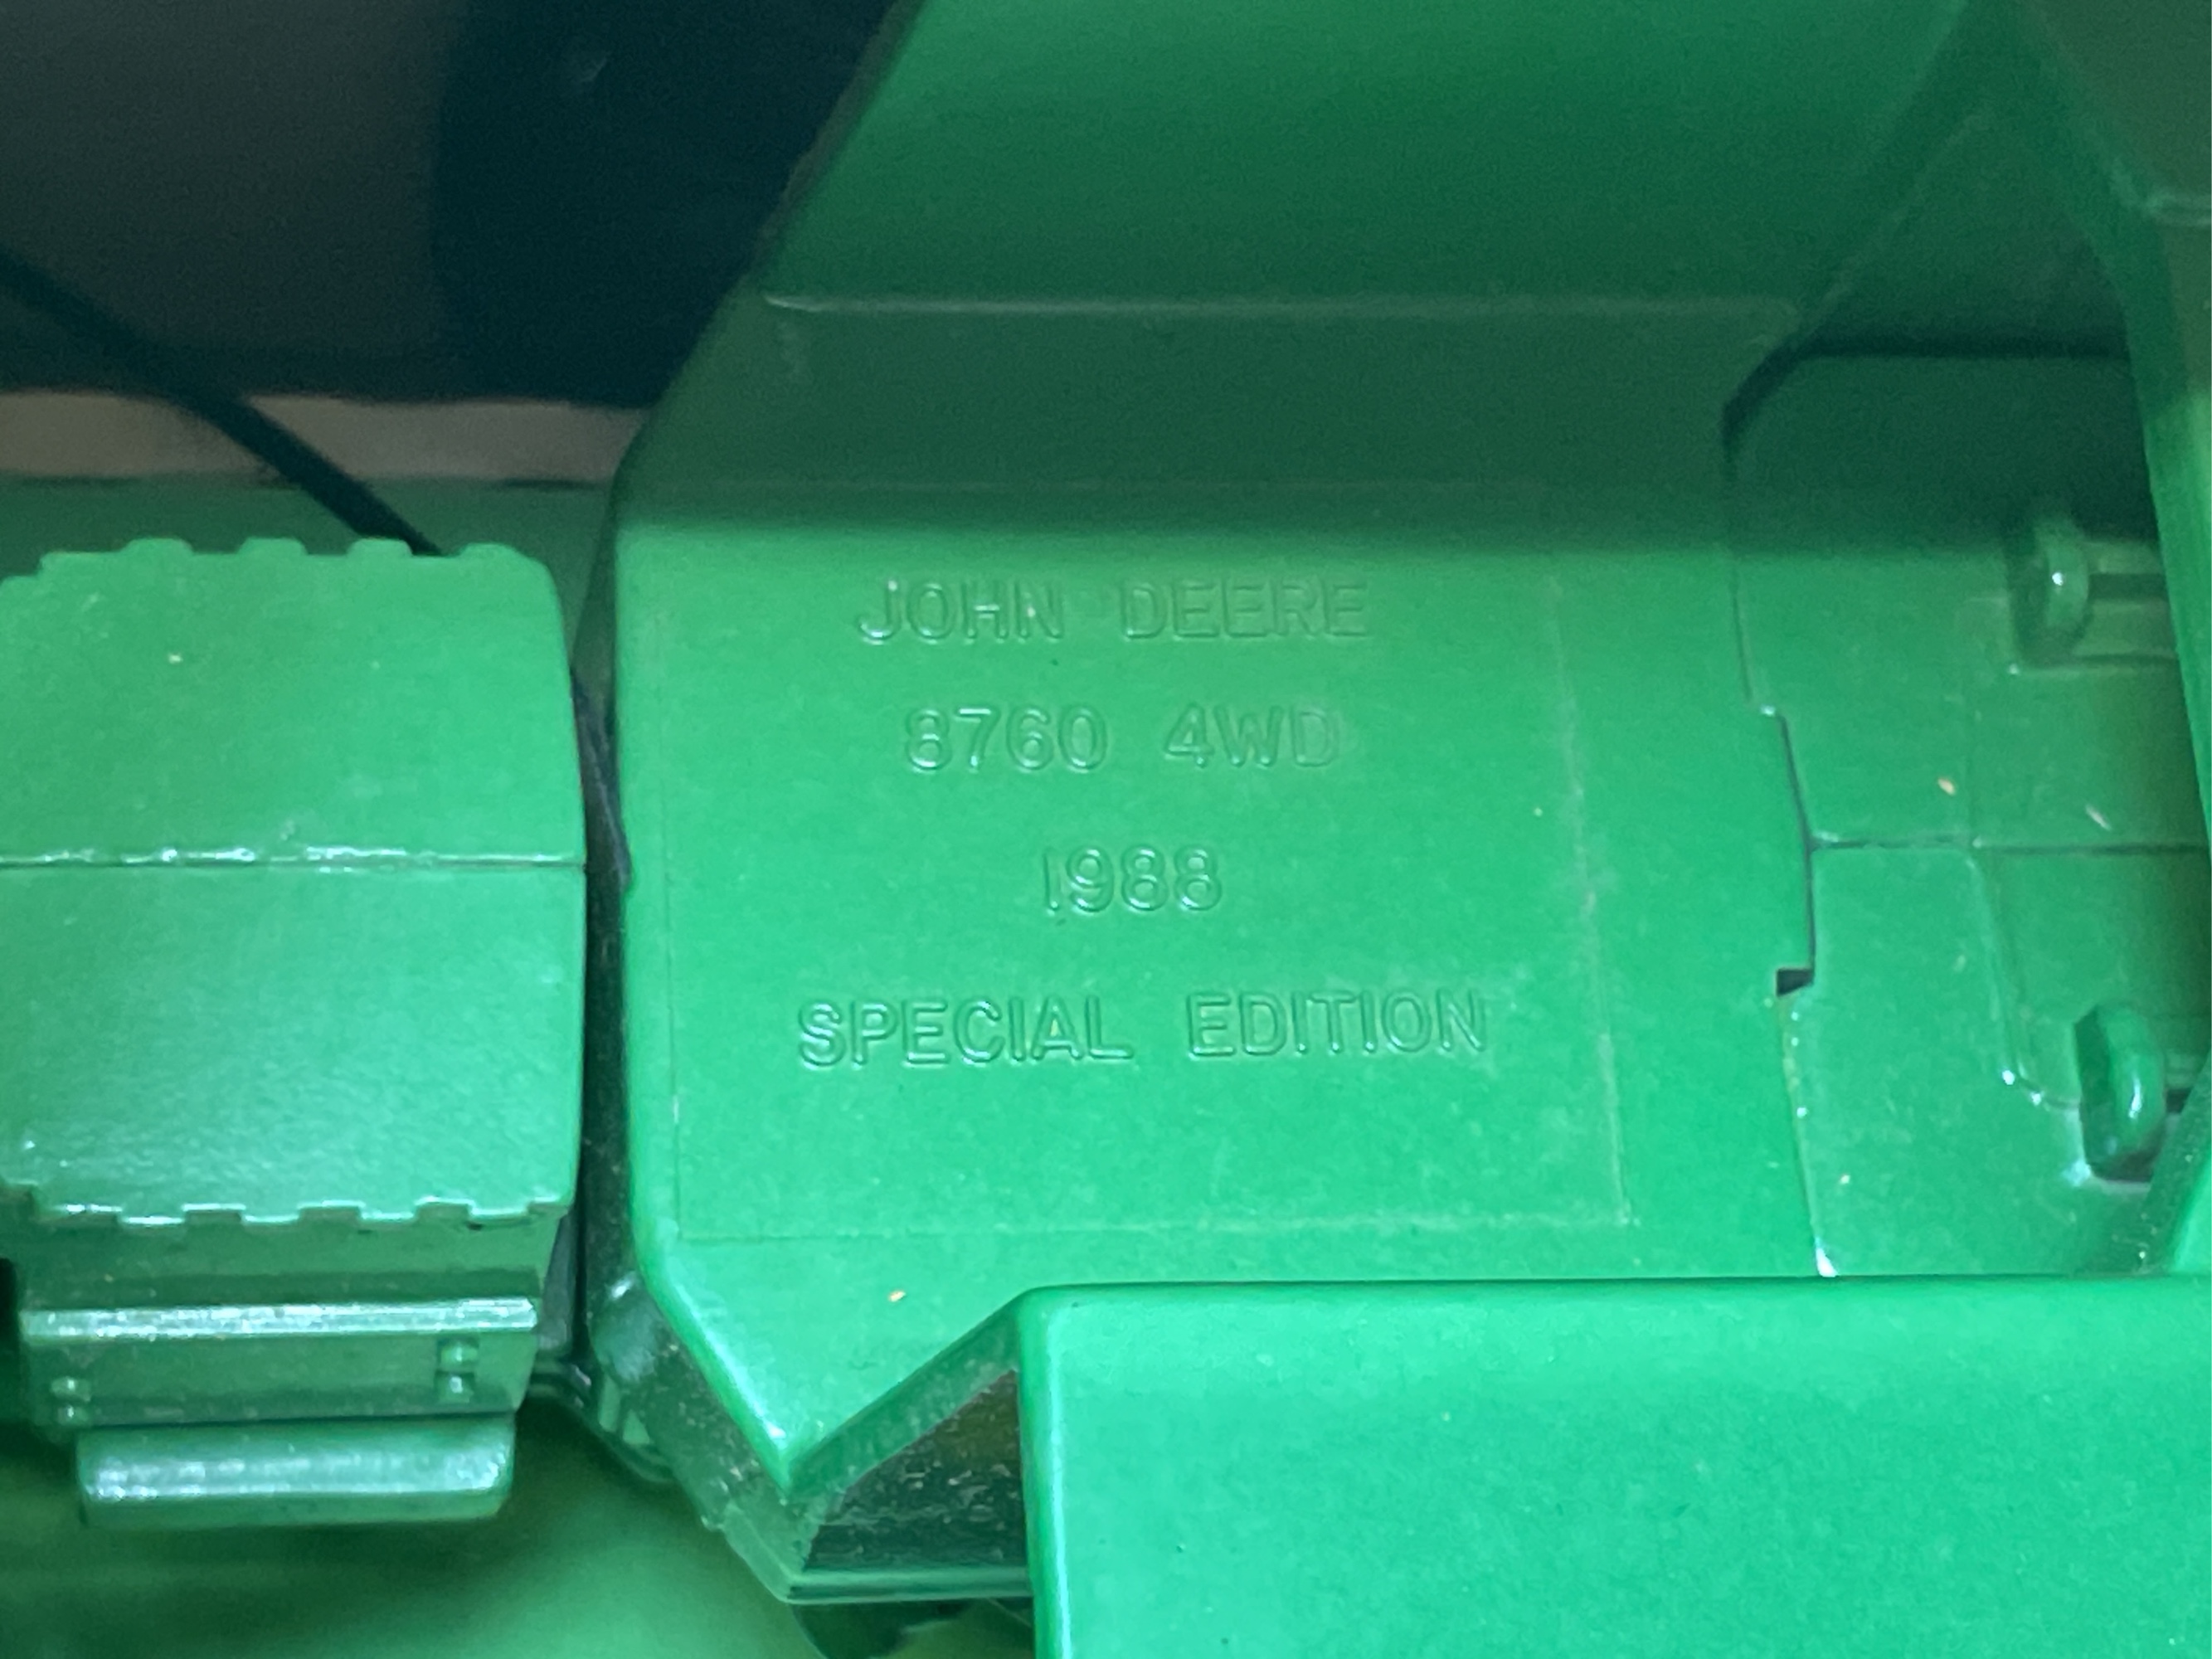 JOHN DEERE
8760 4WD
1988
SPECIAL EDITION